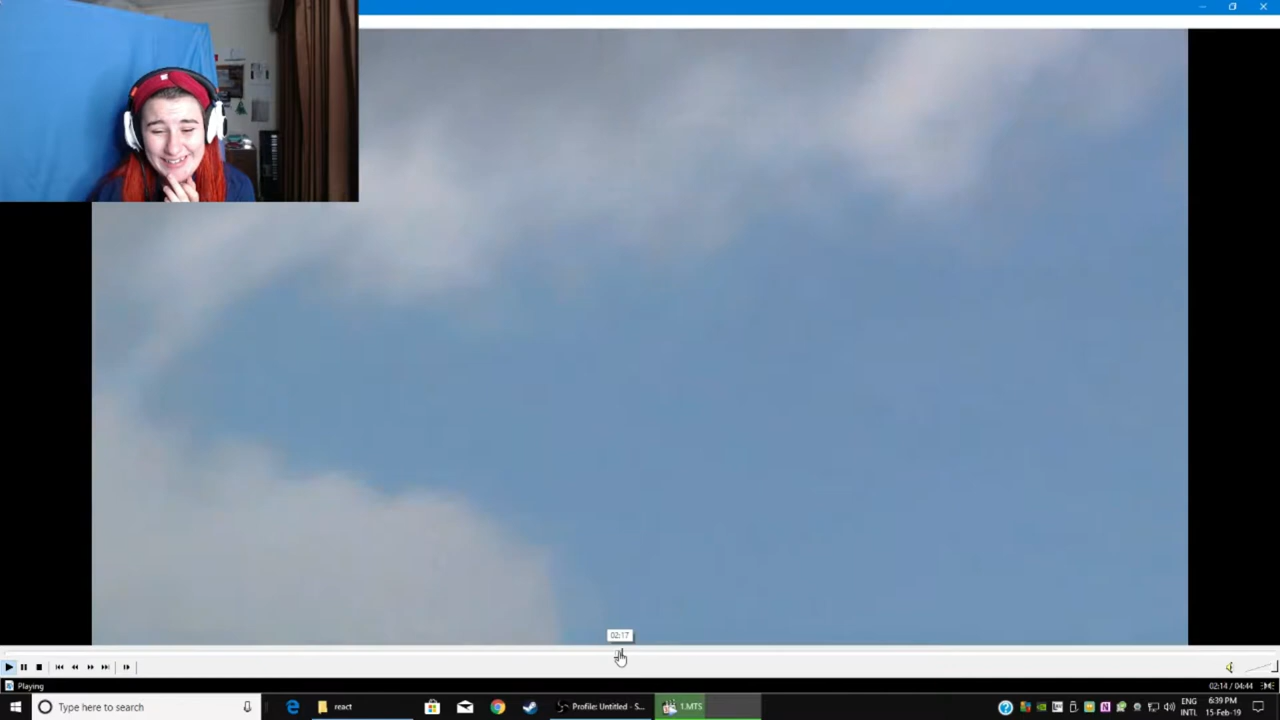 02:17
Playing
02:14 / 04:44
Type here to search
react
Profile: Untitled - S...
1.MTS
ENG
INTL
6:39 PM
15-Feb-19